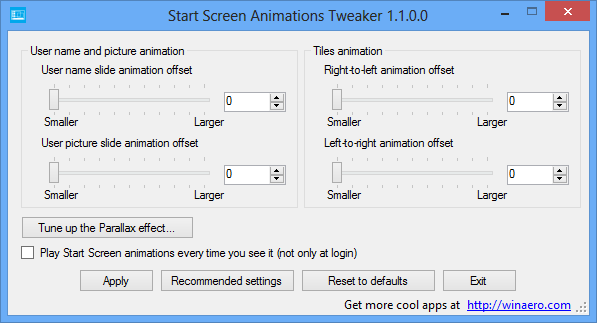 Start Screen Animations Tweaker 1.1.0.0
User name and picture animation
User name slide animation offset
0
Smaller Larger
User picture slide animation offset
0
Smaller Larger
Tiles animation
Right-to-left animation offset
0
Smaller Larger
Left-to-right animation offset
0
Smaller Larger
Tune up the Parallax effect...
Play Start Screen animations every time you see it (not only at login)
Apply Recommended settings Reset to defaults Exit
Get more cool apps at http://winaero.com